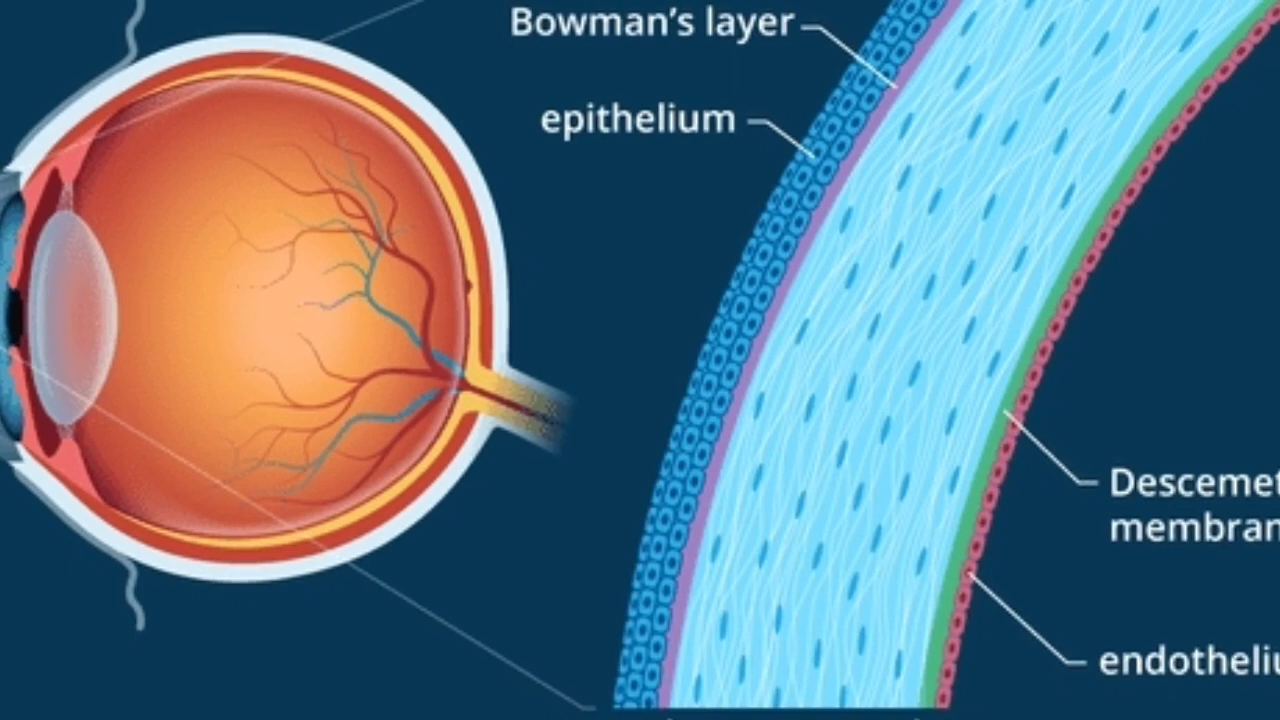 Bowman's layer
epithelium
Descemet
membran
endotheliu